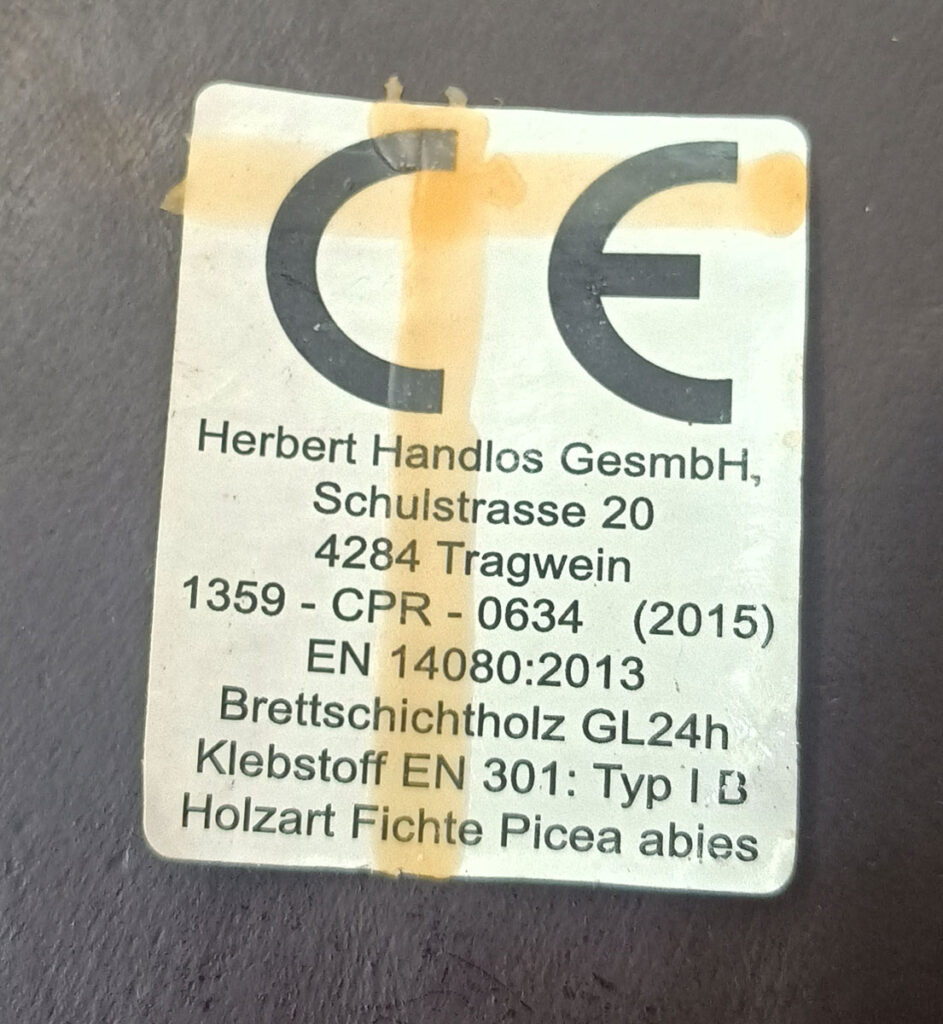 CE
Herbert Handlos GesmbH,
Schulstrasse 20
4284 Tragwein
1359 - CPR - 0634 (2015)
EN 14080:2013
Brettschichtholz GL24h
Klebstoff EN 301: Typ I B
Holzart Fichte Picea abies